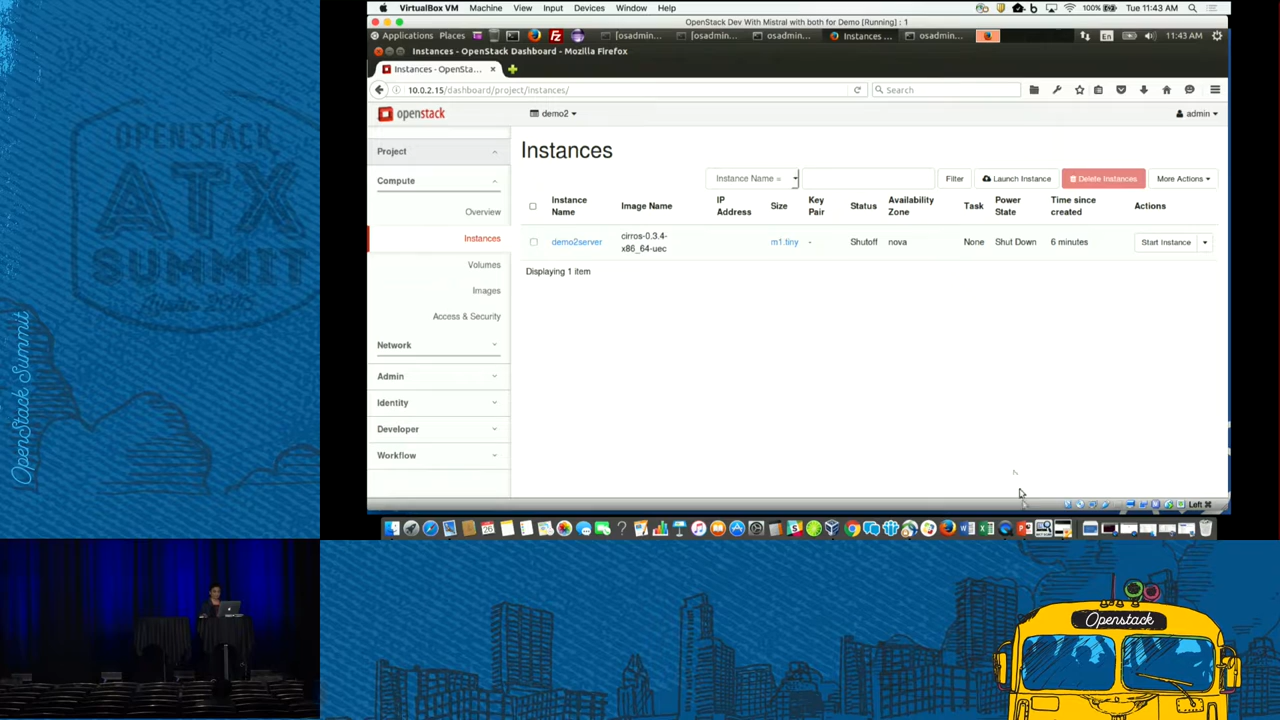 VirtualBox VM Machine View Input Devices Window Help 100% Tue 11:43 AM
OpenStack Dev With Mistral with both for Demo [Running] : 1
Applications Places [osadmin... [osadmin... osadmin... Instances ... osadmin... En 11:43 AM
Instances - OpenStack Dashboard - Mozilla Firefox
Instances - OpenSta...
10.0.2.15/dashboard/project/instances/
Search
openstack
demo2
admin
Project
Compute
Overview
Instances
Volumes
Images
Access & Security
Network
Admin
Identity
Developer
Workflow
Instances
Instance Name =
Filter
Launch Instance
Delete Instances
More Actions
Instance Name
Image Name
IP Address
Size
Key Pair
Status
Availability Zone
Task
Power State
Time since created
Actions
demo2server
cirros-0.3.4-x86_64-uec
m1.tiny
-
Shutoff
nova
None
Shut Down
6 minutes
Start Instance
Displaying 1 item
Left ⌘
OPENSTACK
ATX
SUMMIT
OpenStack Summit
Openstack